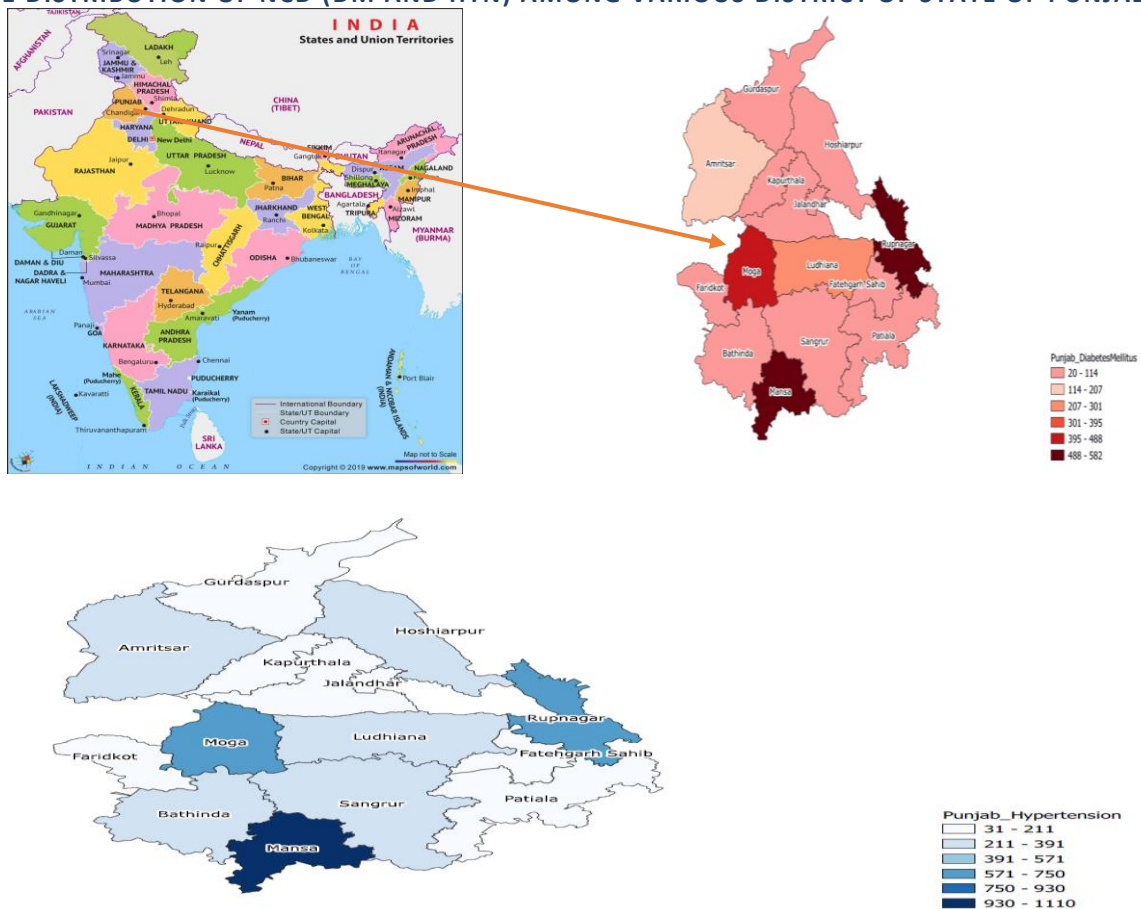 E DISTRIBUTION OF NCD (DM AND HTN) AMONG VARIOUS DISTRICT OF STATE OF PUNJAB
INDIA
States and Union Territories
TAJIKISTAN
AFGHANISTAN
PAKISTAN
CHINA
(TIBET)
LADAKH
Leh
Srinagar
JAMMU &
KASHMIR
Jammu
HIMACHAL
PRADESH
Shimla
PUNJAB
Chandigarh
Dehradun
UTTARAKHAND
HARYANA
DELHI
New Delhi
RAJASTHAN
Jaipur
UTTAR PRADESH
Lucknow
NEPAL
SIKKIM
Gangtok
BHUTAN
ARUNACHAL
PRADESH
Itanagar
Dispur
ASSAM
NAGALAND
Shillong
MEGHALAYA
Imphal
MANIPUR
BIHAR
Patna
BANGLADESH
Agartala
TRIPURA
Aizawl
MIZORAM
MYANMAR
(BURMA)
Gandhinagar
GUJARAT
Bhopal
MADHYA PRADESH
JHARKHAND
Ranchi
WEST
BENGAL
Kolkata
Raipur
CHHATTISGARH
ODISHA
Bhubaneswar
BAY
OF
BENGAL
Daman
Silvassa
DAMAN & DIU
DADRA &
NAGAR HAVELI
MAHARASHTRA
Mumbai
TELANGANA
Hyderabad
Amaravati
Yanam
(Puducherry)
ARABIAN
SEA
Panaji
GOA
ANDHRA
PRADESH
KARNATAKA
Bengaluru
Chennai
Mahe
(Puducherry)
PUDUCHERRY
TAMIL NADU
Karaikal
(Puducherry)
KERALA
LAKSHADWEEP
(INDIA)
Kavaratti
Thiruvananthapuram
SRI
LANKA
ANDAMAN & NICOBAR ISLANDS
(INDIA)
Port Blair
International Boundary
State/UT Boundary
Country Capital
State/UT Capital
INDIAN OCEAN
Map not to Scale
Copyright © 2019 www.mapsofworld.com
Gurdaspur
Hoshiarpur
Amritsar
Kapurthala
Jalandhar
Rupnagar
Moga
Ludhiana
Faridkot
Fatehgarh Sahib
Patiala
Sangrur
Bathinda
Mansa
Punjab_DiabetesMellitus
20 - 114
114 - 207
207 - 301
301 - 395
395 - 488
488 - 582
Gurdaspur
Hoshiarpur
Amritsar
Kapurthala
Jalandhar
Rupnagar
Moga
Ludhiana
Faridkot
Fatehgarh Sahib
Patiala
Sangrur
Bathinda
Mansa
Punjab_Hypertension
31 - 211
211 - 391
391 - 571
571 - 750
750 - 930
930 - 1110